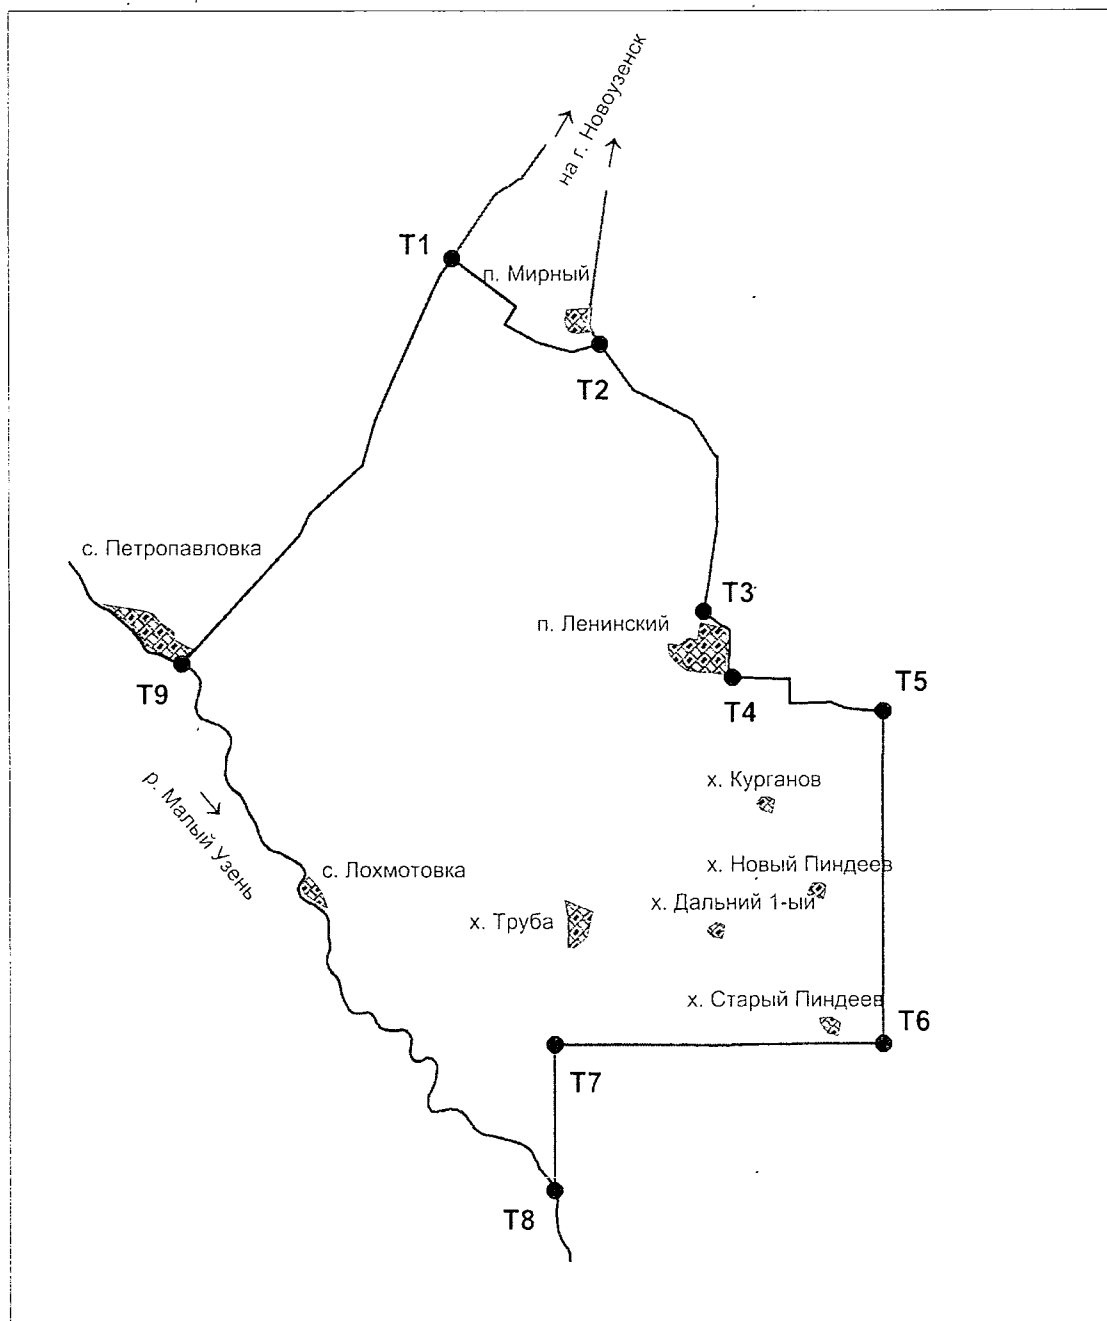 на г. Новоузенск
Т1
п. Мирный
Т2
с. Петропавловка
Т3
п. Ленинский
Т9
Т4
Т5
х. Курганов
р. Малый Узень
с. Лохмотовка
х. Новый Пиндеев
х. Дальний 1-ый
х. Труба
х. Старый Пиндеев
Т6
Т7
Т8